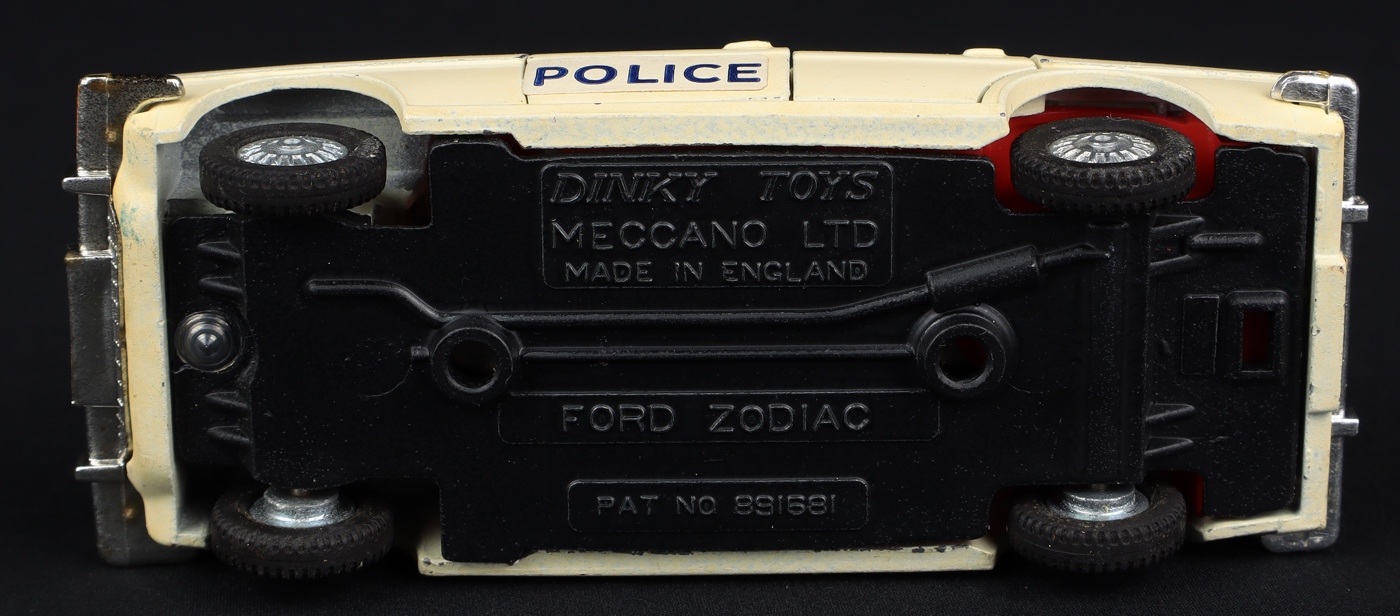 POLICE
DINKY TOYS
MECCANO LTD
MADE IN ENGLAND
FORD ZODIAC
PAT NO 891681